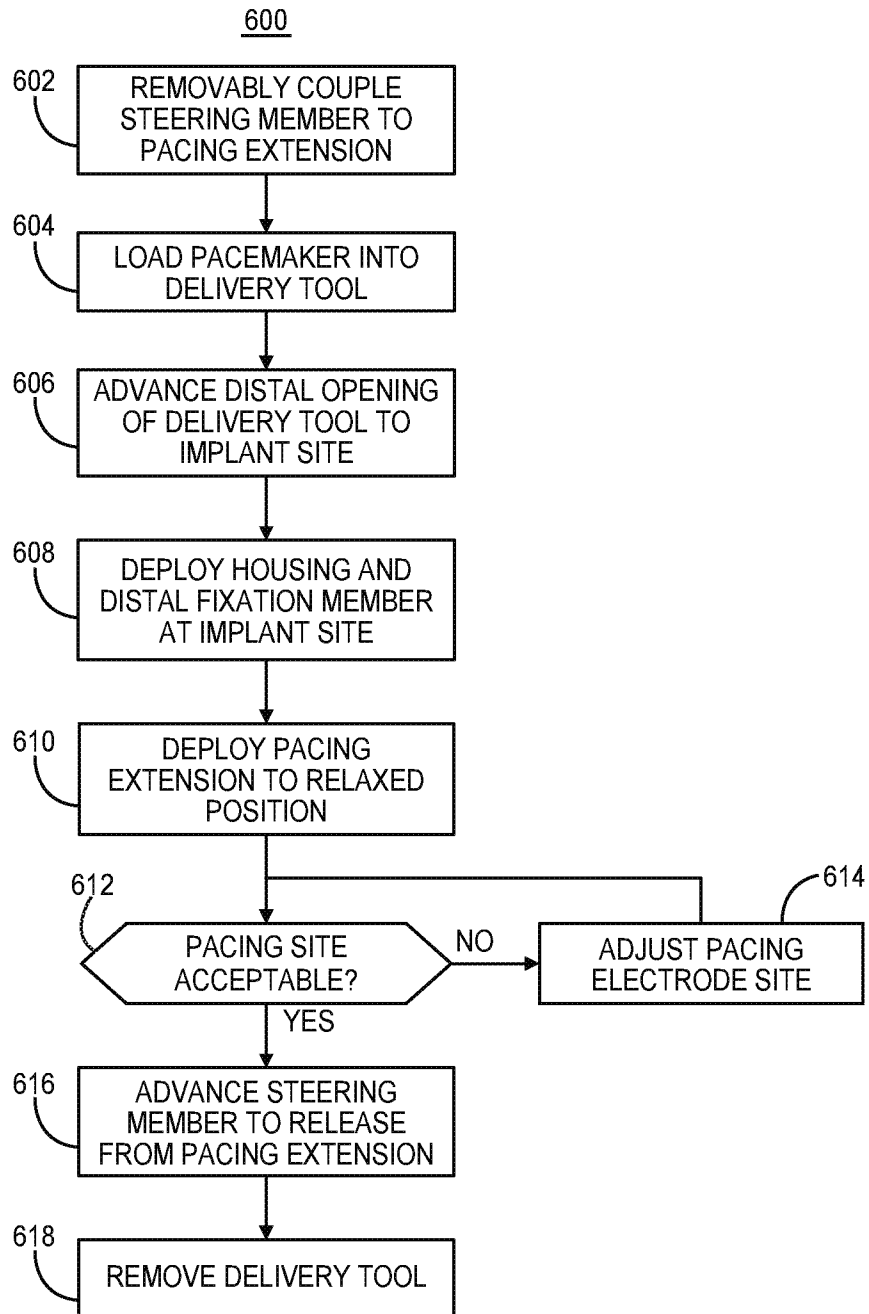 600
602
REMOVABLY COUPLE
STEERING MEMBER TO
PACING EXTENSION
604
LOAD PACEMAKER INTO
DELIVERY TOOL
606
ADVANCE DISTAL OPENING
OF DELIVERY TOOL TO
IMPLANT SITE
608
DEPLOY HOUSING AND
DISTAL FIXATION MEMBER
AT IMPLANT SITE
610
DEPLOY PACING
EXTENSION TO RELAXED
POSITION
612
PACING SITE
ACCEPTABLE?
NO
614
ADJUST PACING
ELECTRODE SITE
YES
616
ADVANCE STEERING
MEMBER TO RELEASE
FROM PACING EXTENSION
618
REMOVE DELIVERY TOOL